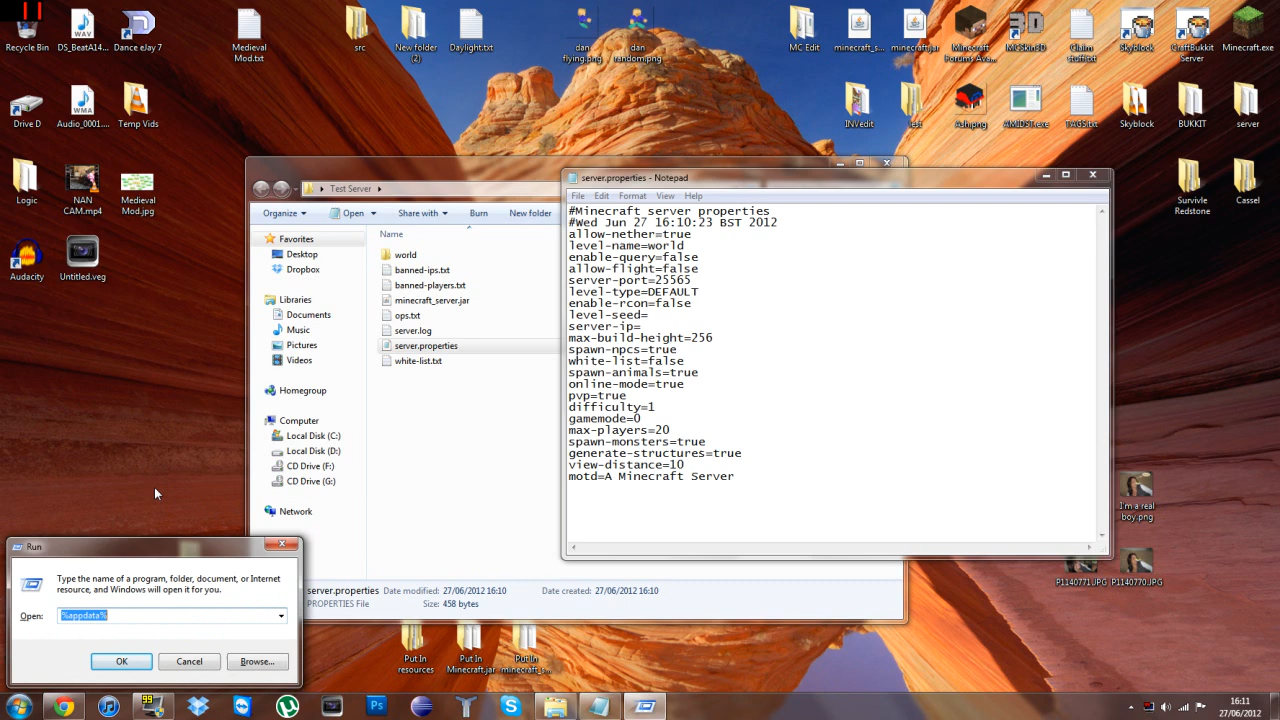 Recycle Bin
DS_BeatA14...
Dance eJay 7
Medieval
Mod.txt
src
New folder
(2)
Daylight.txt
dan
flying.png
dan
random.png
MC Edit
minecraft_s...
minecraft.jar
Minecraft
Forums Ava...
MCSkin3D
Claim
stuff.txt
Skyblock
CraftBukkit
Server
Minecraft.exe
Drive D
Audio_0001....
Temp Vids
INVedit
Ash.png
AMIDST.exe
TAGS.txt
Skyblock
BUKKIT
server
Logic
NAN
CAM.mp4
Medieval
Mod.jpg
Survivle
Redstone
Cassel
Audacity
Untitled.veg
Test Server
Organize
Open
Share with
Burn
New folder
Favorites
Desktop
Dropbox
Libraries
Documents
Music
Pictures
Videos
Homegroup
Computer
Local Disk (C:)
Local Disk (D:)
CD Drive (F:)
CD Drive (G:)
Network
Name
world
banned-ips.txt
banned-players.txt
minecraft_server.jar
ops.txt
server.log
server.properties
white-list.txt
server.properties Date modified: 27/06/2012 16:10 Date created: 27/06/2012 16:10
PROPERTIES File Size: 458 bytes
server.properties - Notepad
File Edit Format View Help
#Minecraft server properties
#Wed Jun 27 16:10:23 BST 2012
allow-nether=true
level-name=world
enable-query=false
allow-flight=false
server-port=25565
level-type=DEFAULT
enable-rcon=false
level-seed=
server-ip=
max-build-height=256
spawn-npcs=true
white-list=false
spawn-animals=true
online-mode=true
pvp=true
difficulty=1
gamemode=0
max-players=20
spawn-monsters=true
generate-structures=true
view-distance=10
motd=A Minecraft Server
I'm a real
boy.png
P1140771.JPG
P1140770.JPG
Run
Type the name of a program, folder, document, or Internet
resource, and Windows will open it for you.
Open: %appdata%
OK
Cancel
Browse...
Put In
resources
Put In
Minecraft.jar
Put In
minecraft_s...
99
Ps
16:11
27/06/2012